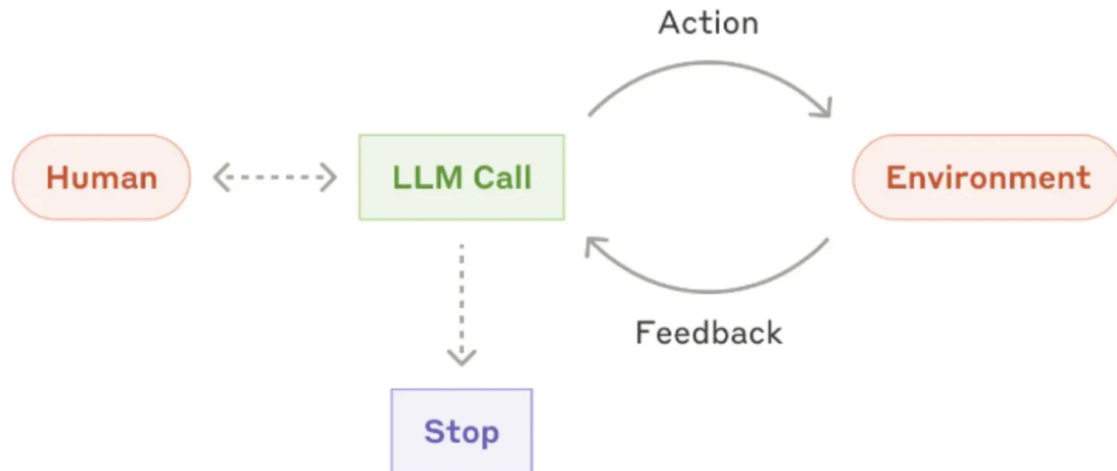 Action
Human
LLM Call
Environment
Feedback
Stop